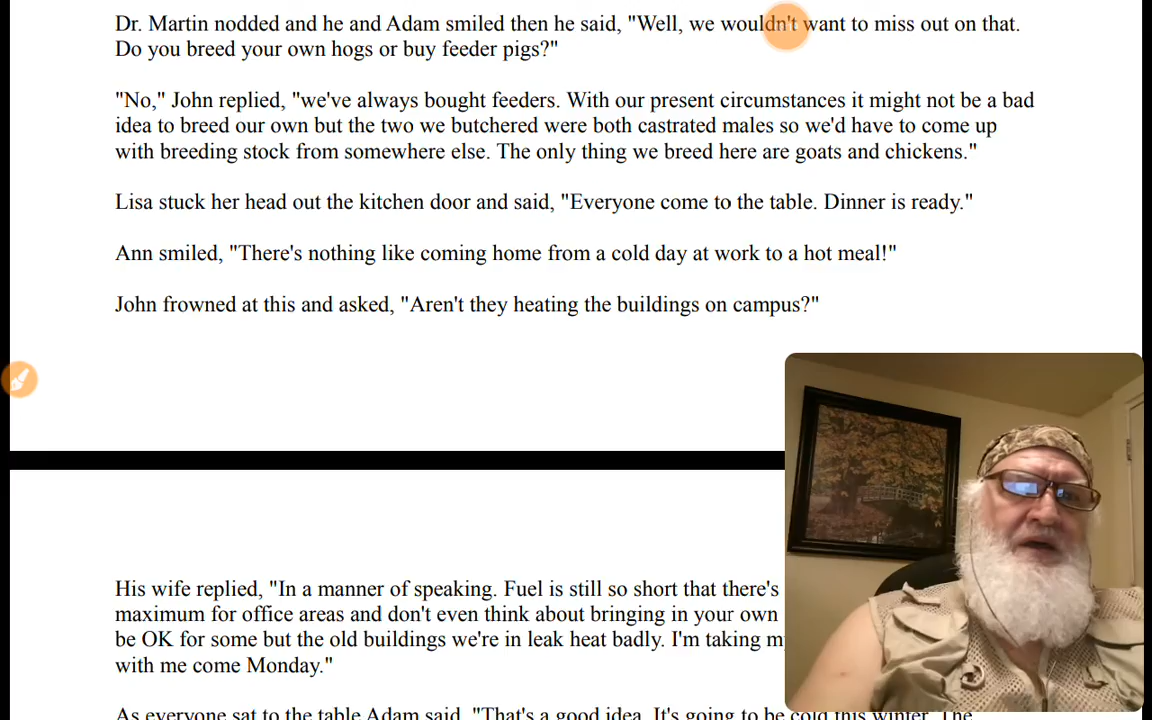 Dr. Martin nodded and he and Adam smiled then he said, "Well, we wouldn't want to miss out on that.
Do you breed your own hogs or buy feeder pigs?"
"No," John replied, "we've always bought feeders. With our present circumstances it might not be a bad
idea to breed our own but the two we butchered were both castrated males so we'd have to come up
with breeding stock from somewhere else. The only thing we breed here are goats and chickens."
Lisa stuck her head out the kitchen door and said, "Everyone come to the table. Dinner is ready."
Ann smiled, "There's nothing like coming home from a cold day at work to a hot meal!"
John frowned at this and asked, "Aren't they heating the buildings on campus?"
His wife replied, "In a manner of speaking. Fuel is still so short that there's
maximum for office areas and don't even think about bringing in your own
be OK for some but the old buildings we're in leak heat badly. I'm taking
with me come Monday."
As everyone sat to the table Adam said, "That's a good idea. It's going to be cold this winter. The